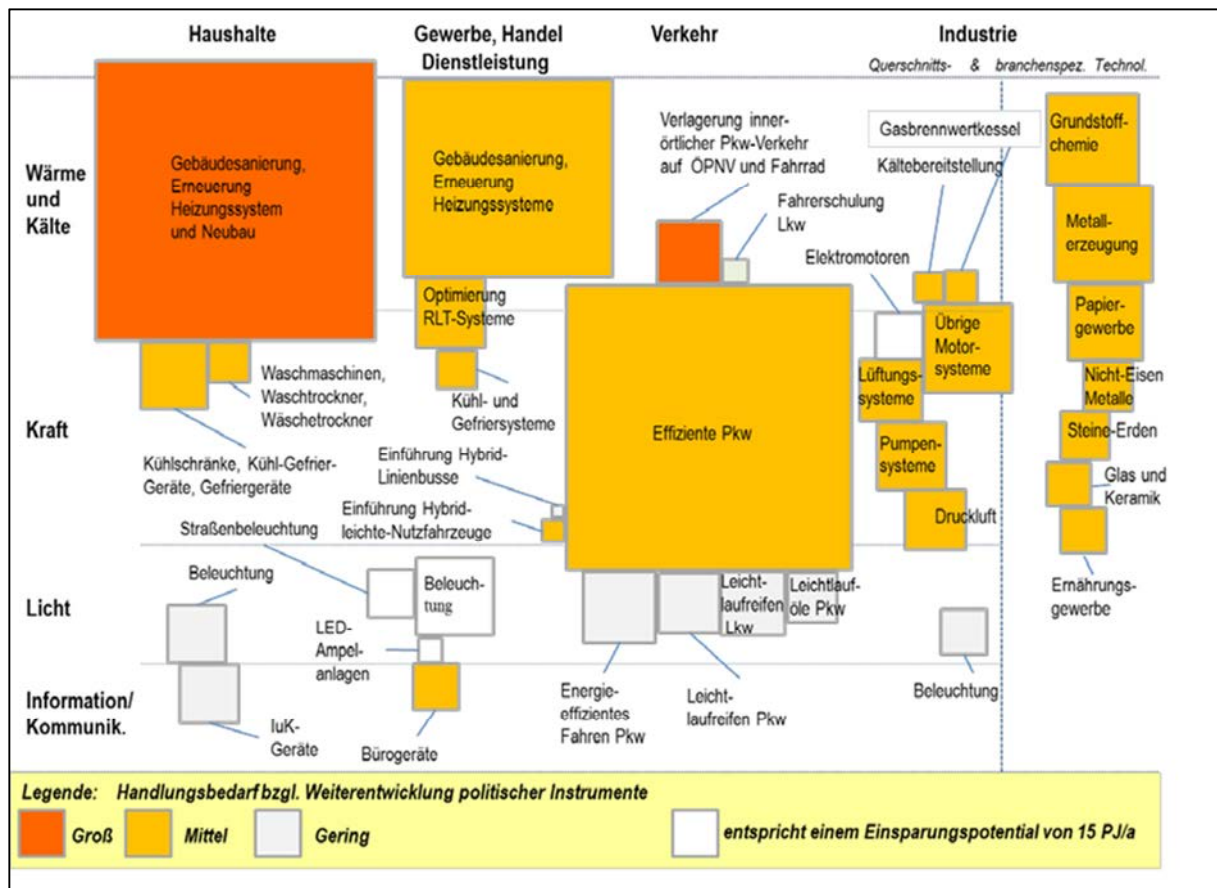 Haushalte
Gewerbe, Handel
Dienstleistung
Verkehr
Industrie
Querschnitts- & branchenspez. Technol.
Wärme
und
Kälte
Gebäudesanierung,
Erneuerung
Heizungssystem
und Neubau
Gebäudesanierung,
Erneuerung
Heizungssysteme
Verlagerung inner-
örtlicher Pkw-Verkehr
auf ÖPNV und Fahrrad
Fahrerschulung
Lkw
Gasbrennwertkessel
Kältebereitstellung
Elektromotoren
Grundstoff-
chemie
Metall-
erzeugung
Optimierung
RLT-Systeme
Übrige
Motor-
systeme
Papier-
gewerbe
Kraft
Waschmaschinen,
Waschtrockner,
Wäschetrockner
Kühlschränke, Kühl-Gefrier-
Geräte, Gefriergeräte
Kühl- und
Gefriersysteme
Einführung Hybrid-
Linienbusse
Einführung Hybrid-
leichte-Nutzfahrzeuge
Effiziente Pkw
Lüftungs-
systeme
Pumpen-
systeme
Druckluft
Nicht-Eisen
Metalle
Steine-Erden
Glas und
Keramik
Ernährungs-
gewerbe
Straßenbeleuchtung
Licht
Beleuchtung
Beleuch-
tung
LED-
Ampel-
anlagen
Leicht-
laufreifen
Lkw
Leichtlauf-
öle Pkw
Information/
Kommunik.
IuK-
Geräte
Bürogeräte
Energie-
effizientes
Fahren Pkw
Leicht-
laufreifen Pkw
Beleuchtung
Legende: Handlungsbedarf bzgl. Weiterentwicklung politischer Instrumente
Groß
Mittel
Gering
entspricht einem Einsparungspotential von 15 PJ/a